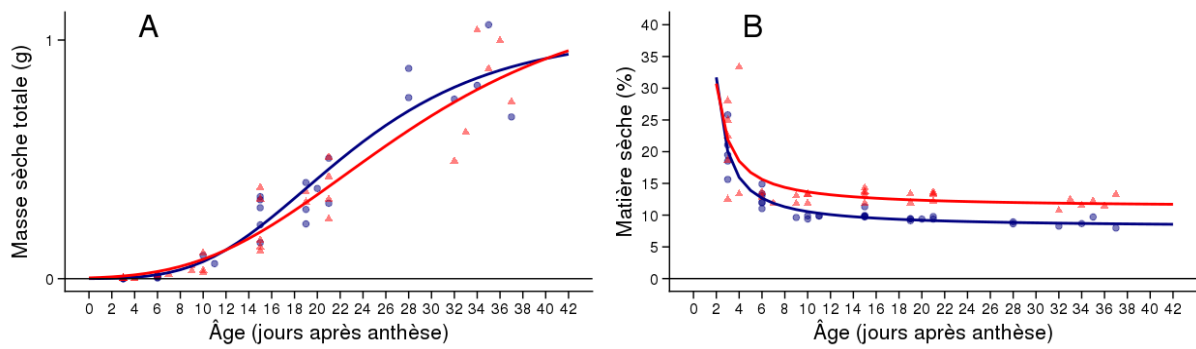 A
Masse sèche totale (g)
1
0
0 2 4 6 8 10 12 14 16 18 20 22 24 26 28 30 32 34 36 38 40 42
Âge (jours après anthèse)
B
Matière sèche (%)
40
35
30
25
20
15
10
5
0
0 2 4 6 8 10 12 14 16 18 20 22 24 26 28 30 32 34 36 38 40 42
Âge (jours après anthèse)